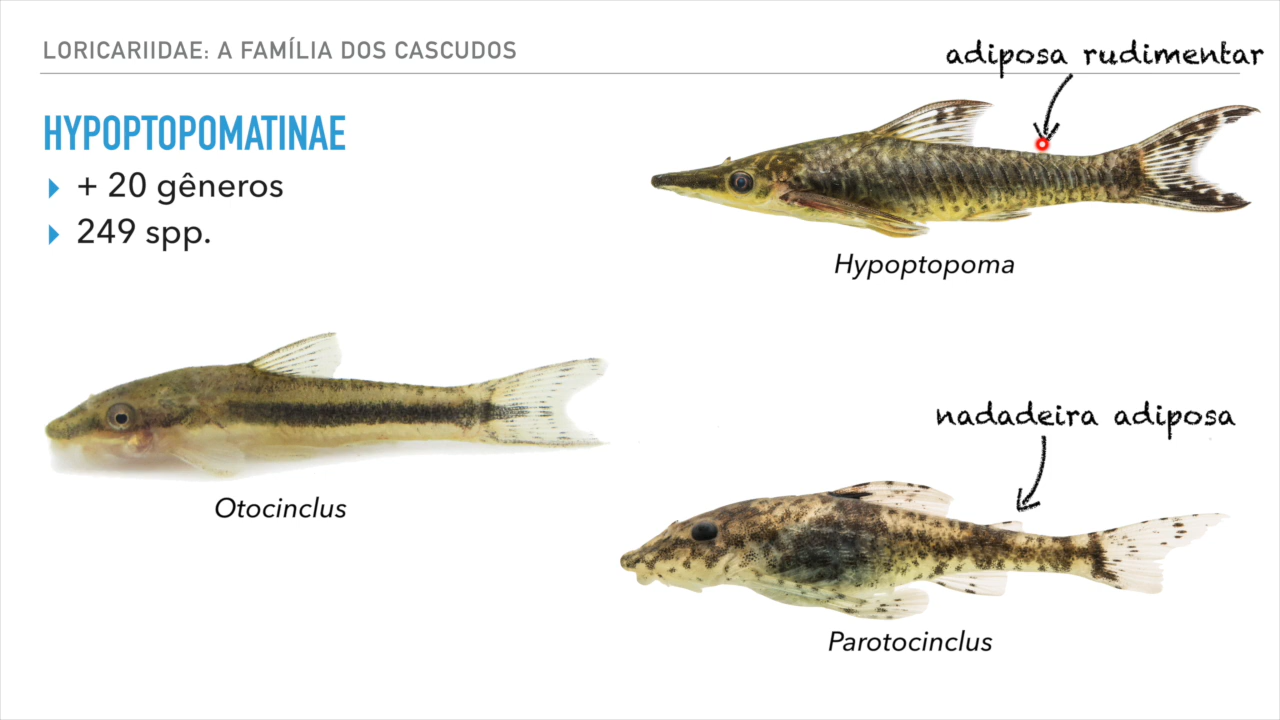 LORICARIIDAE: A FAMÍLIA DOS CASCUDOS
adiposa rudimentar
HYPOPTOPOMATINAE
+ 20 gêneros
249 spp.
Hypoptopoma
nadadeira adiposa
Otocinclus
Parotocinclus